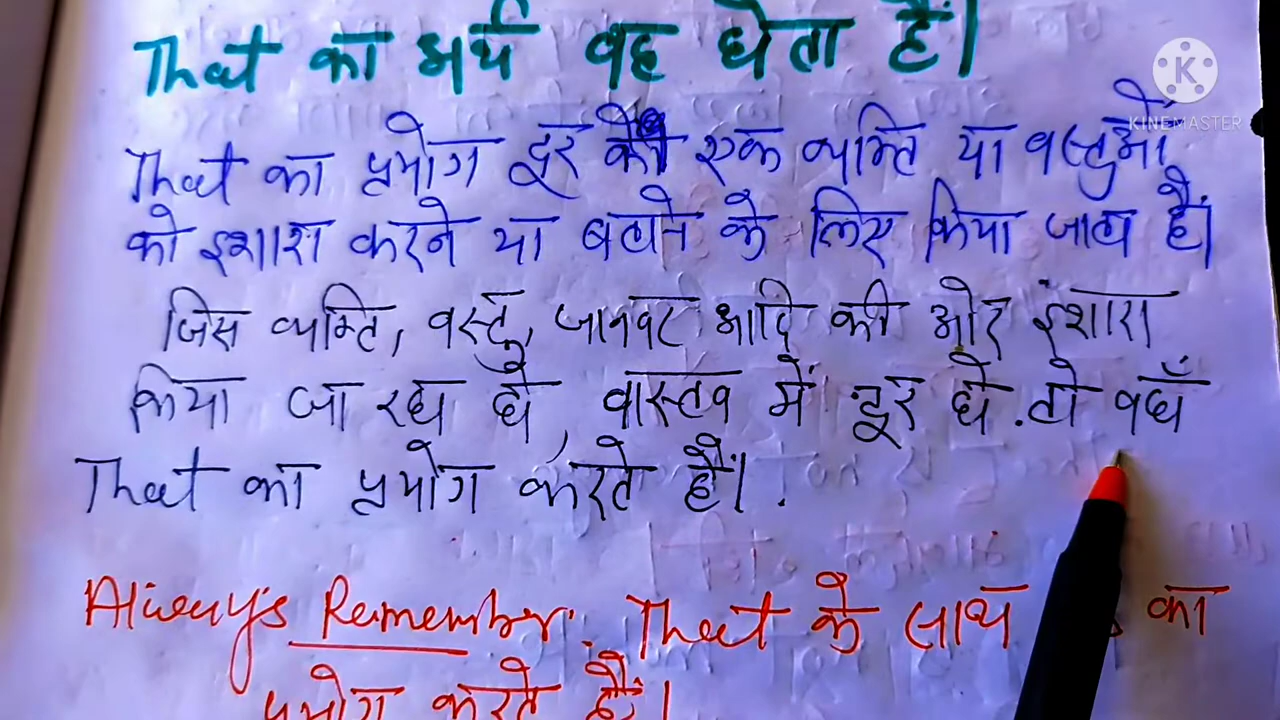 That का अर्थ वह होता हैं।
KINEMASTER
That का प्रयोग दूर के एक व्यक्ति या वस्तुओं
को इशारा करने या बताने के लिए किया जाता हैं।
जिस व्यक्ति, वस्तु, जानवर आदि की ओर इंशारा
किया जा रहा हो, वास्तव में दूर हो. तो वहाँ
That का प्रयोग करते हैं।.
Always Remember: That के साथ का
प्रयोग करते हैं।